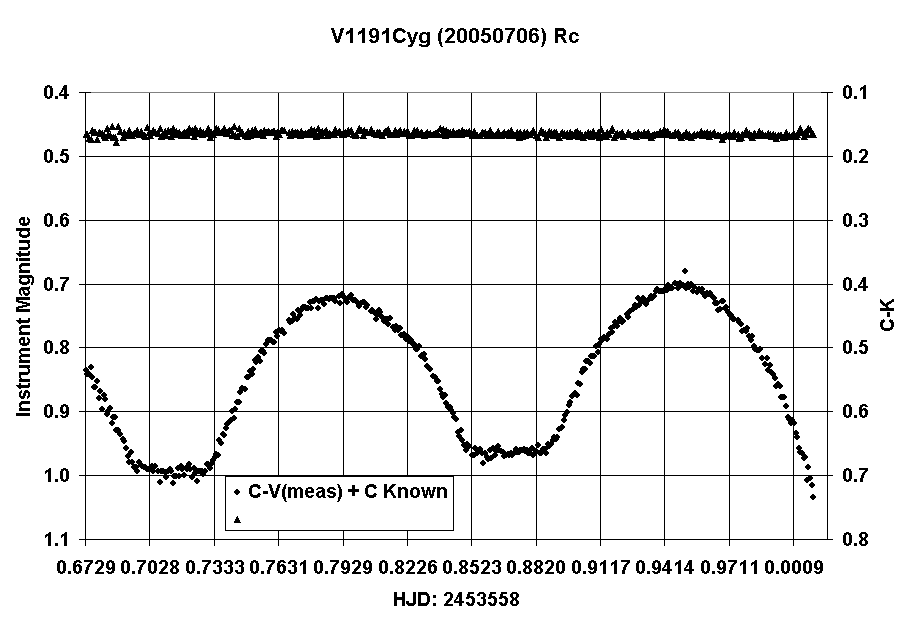 V1191Cyg (20050706) Rc
0.4
0.5
0.6
0.7
0.8
0.9
1.0
1.1
Instrument Magnitude
0.1
0.2
0.3
0.4
0.5
0.6
0.7
0.8
C-K
C-V(meas) + C Known
0.6729 0.7028 0.7333 0.7631 0.7929 0.8226 0.8523 0.8820 0.9117 0.9414 0.9711 0.0009
HJD: 2453558